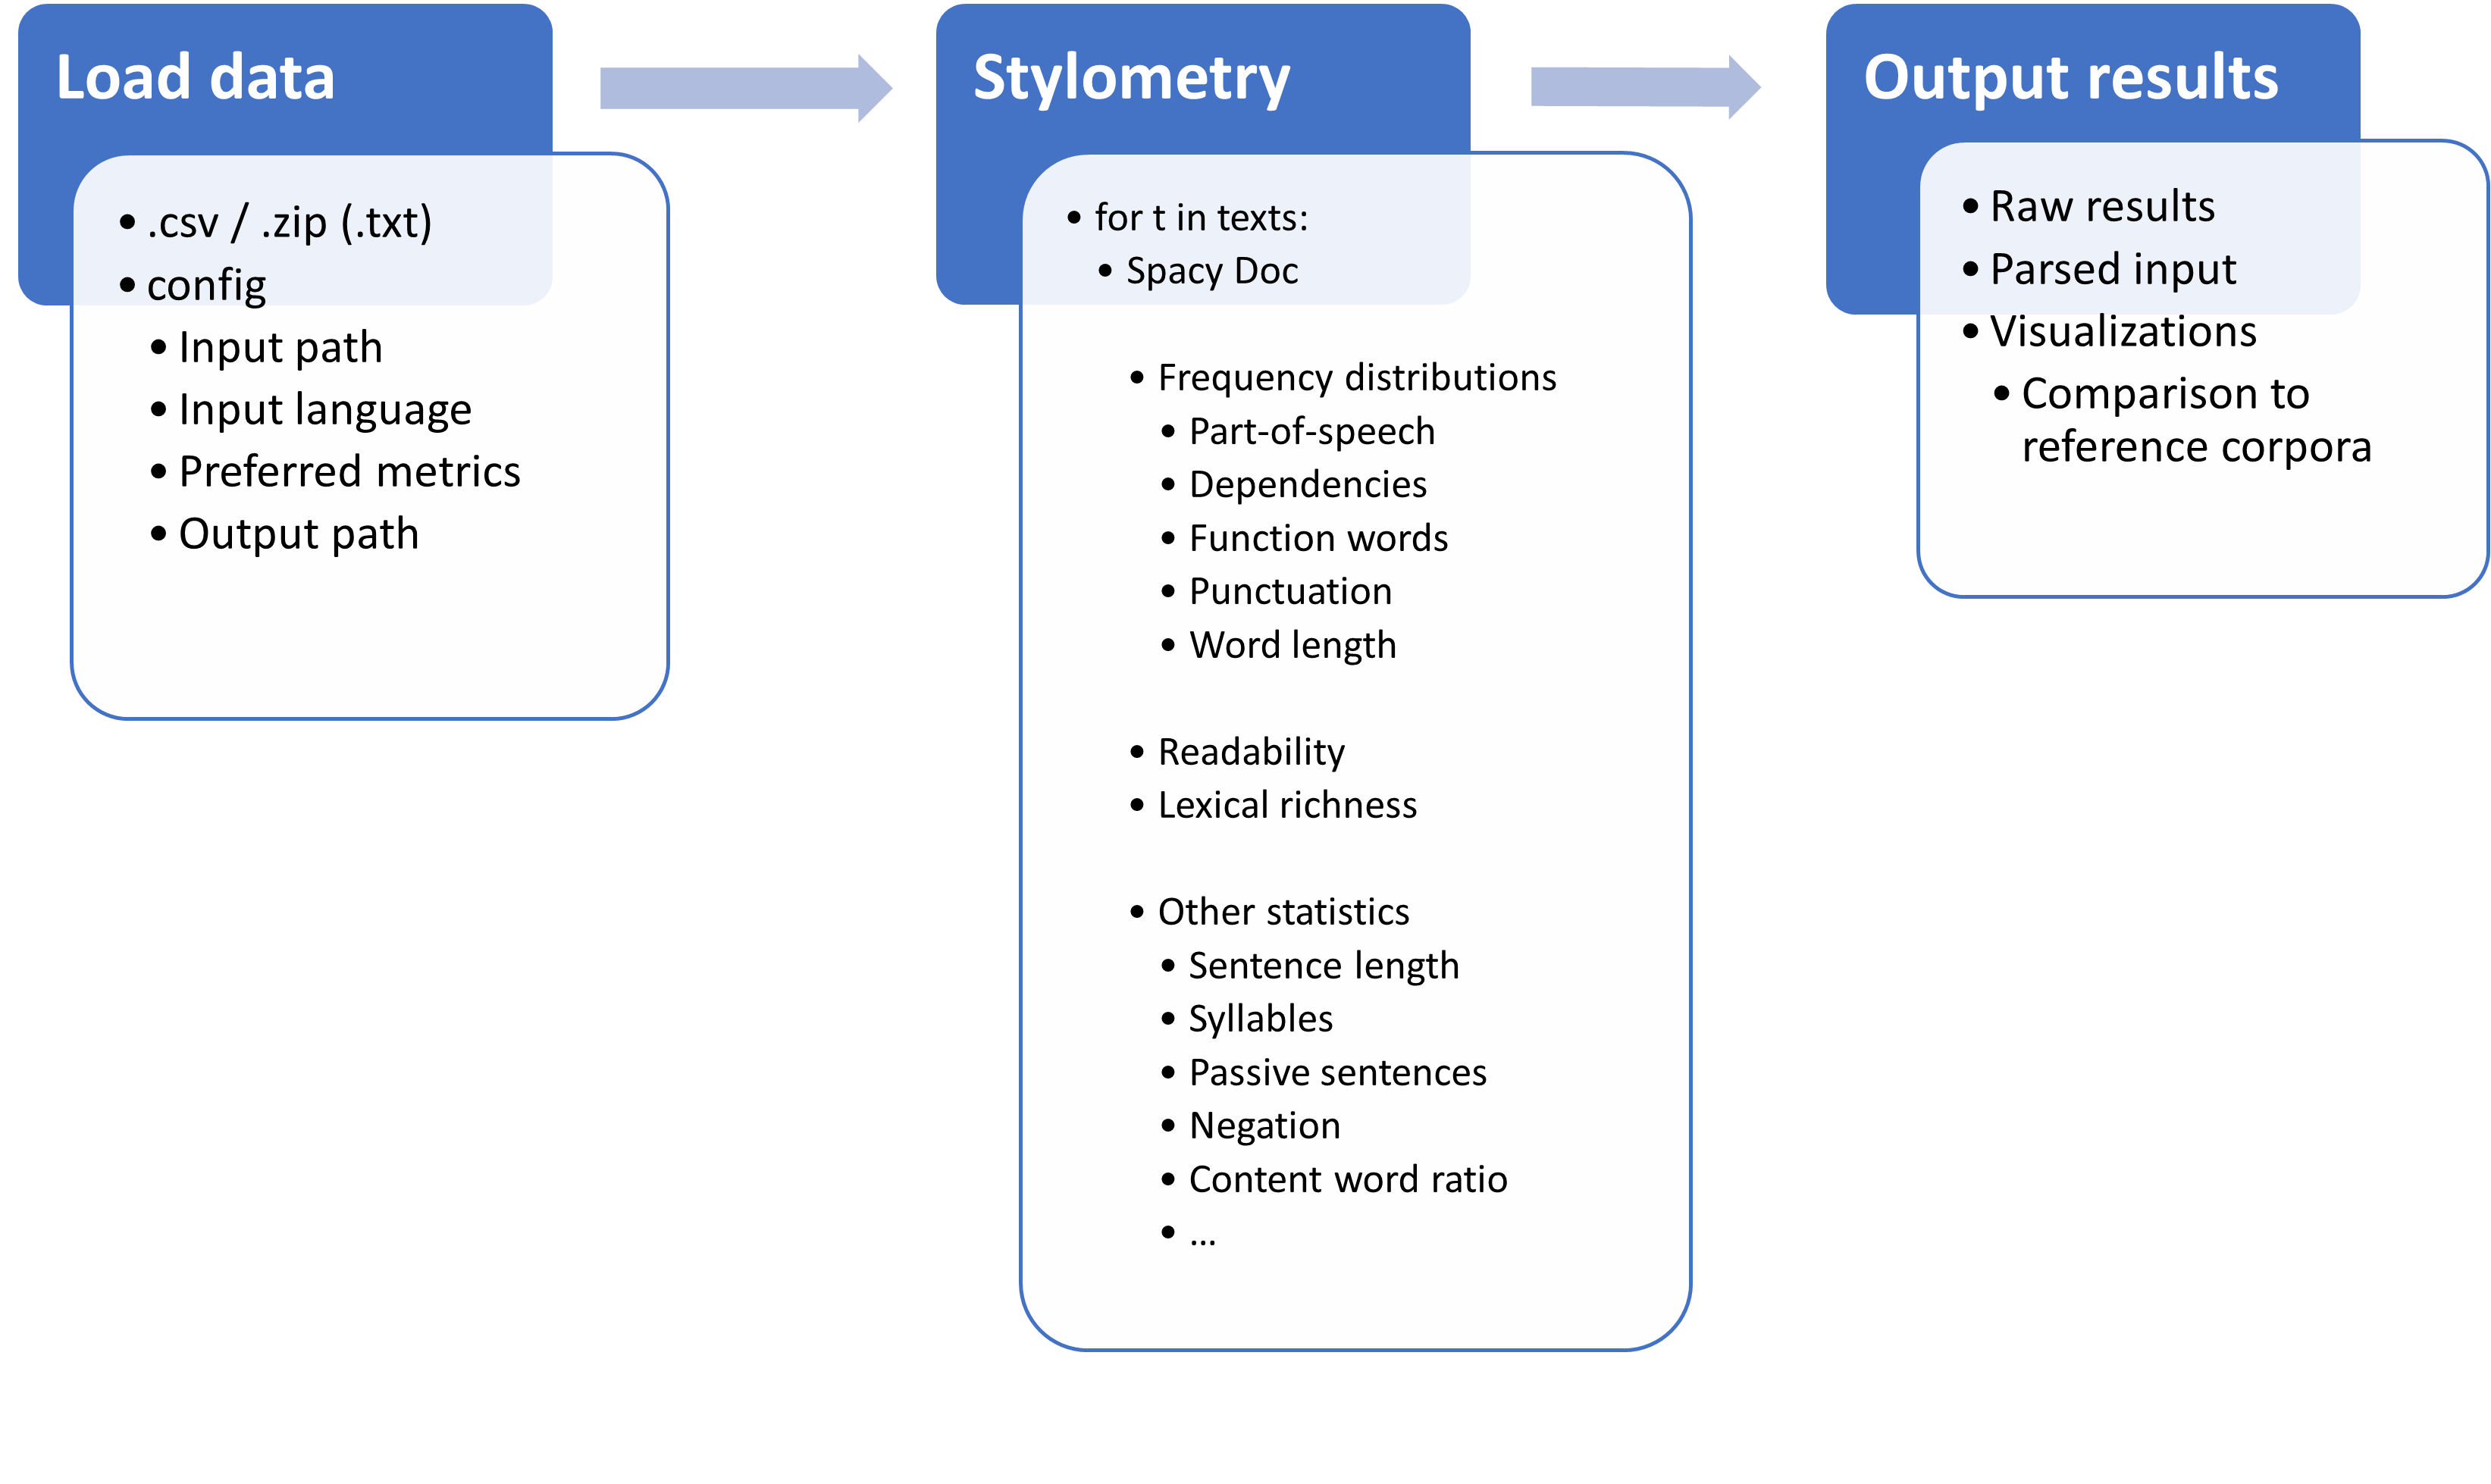 Load data
• .csv / .zip (.txt)
• config
• Input path
• Input language
• Preferred metrics
• Output path
Stylometry
• for t in texts:
• Spacy Doc
• Frequency distributions
• Part-of-speech
• Dependencies
• Function words
• Punctuation
• Word length
• Readability
• Lexical richness
• Other statistics
• Sentence length
• Syllables
• Passive sentences
• Negation
• Content word ratio
• ...
Output results
• Raw results
• Parsed input
• Visualizations
• Comparison to
reference corpora